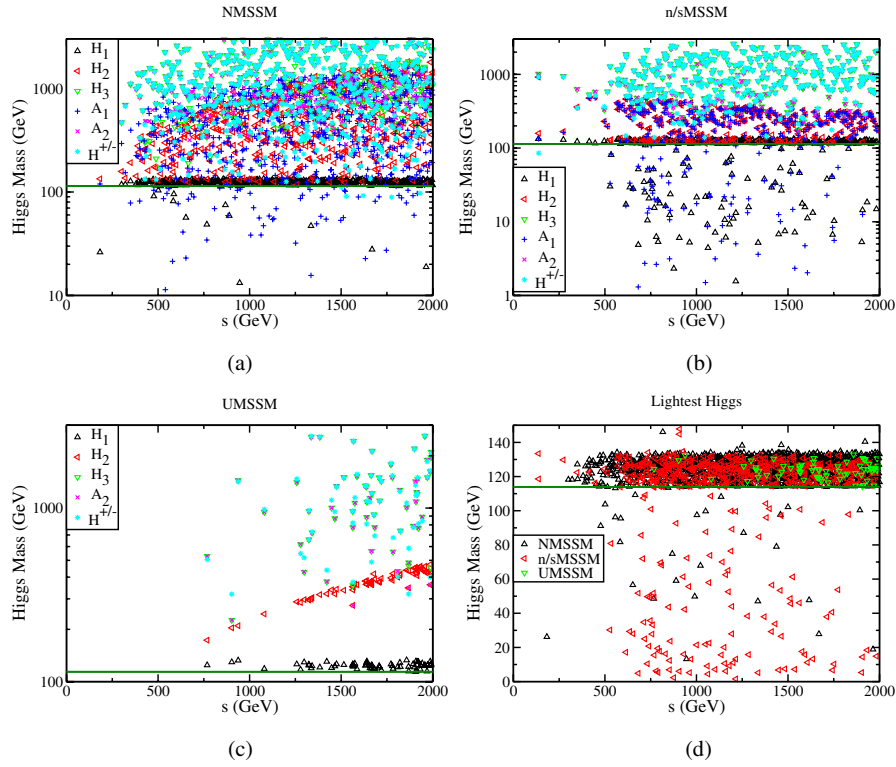 NMSSM
H1
H2
H3
A1
A2
H+/-
1000
100
10
0 500 1000 1500 2000
s (GeV)
Higgs Mass (GeV)
(a)
n/sMSSM
1000
100
10
1
H1
H2
H3
A1
A2
H+/-
0 500 1000 1500 2000
s (GeV)
Higgs Mass (GeV)
(b)
UMSSM
H1
H2
H3
A2
H+/-
1000
100
0 500 1000 1500 2000
s (GeV)
Higgs Mass (GeV)
(c)
Lightest Higgs
140
120
100
80
60
40
20
0
NMSSM
n/sMSSM
UMSSM
0 500 1000 1500 2000
s (GeV)
Higgs Mass (GeV)
(d)